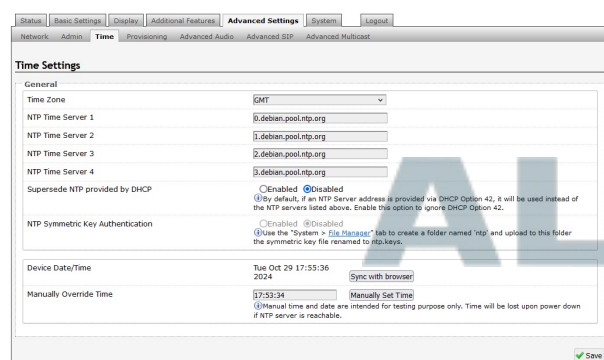 Status Basic Settings Display Additional Features Advanced Settings System Logout
Network Admin Time Provisioning Advanced Audio Advanced SIP Advanced Multicast
Time Settings
General
Time Zone GMT
NTP Time Server 1 0.debian.pool.ntp.org
NTP Time Server 2 1.debian.pool.ntp.org
NTP Time Server 3 2.debian.pool.ntp.org
NTP Time Server 4 3.debian.pool.ntp.org
Supersede NTP provided by DHCP Enabled Disabled
By default, if an NTP Server address is provided via DHCP Option 42, it will be used instead of
the NTP servers listed above. Enable this option to ignore DHCP Option 42.
NTP Symmetric Key Authentication Enabled Disabled
Use the "System > File Manager" tab to create a folder named 'ntp' and upload to this folder
the symmetric key file renamed to ntp.keys.
Device Date/Time Tue Oct 29 17:55:36
2024 Sync with browser
Manually Override Time 17:53:34 Manually Set Time
Manual time and date are intended for testing purpose only. Time will be lost upon power down
if NTP server is reachable.
Save
AL